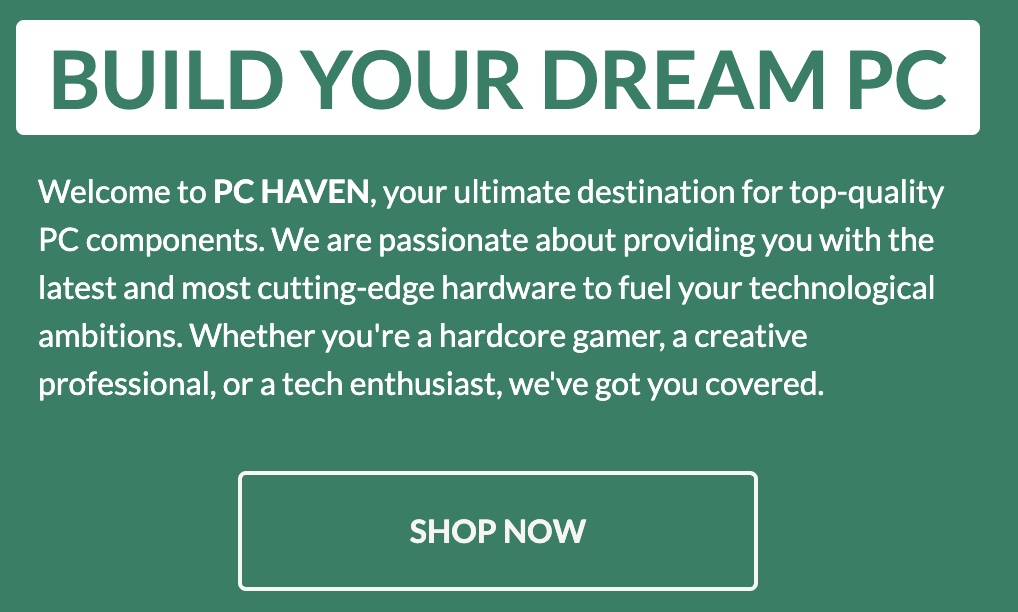 BUILD YOUR DREAM PC
Welcome to PC HAVEN, your ultimate destination for top-quality
PC components. We are passionate about providing you with the
latest and most cutting-edge hardware to fuel your technological
ambitions. Whether you're a hardcore gamer, a creative
professional, or a tech enthusiast, we've got you covered.
SHOP NOW